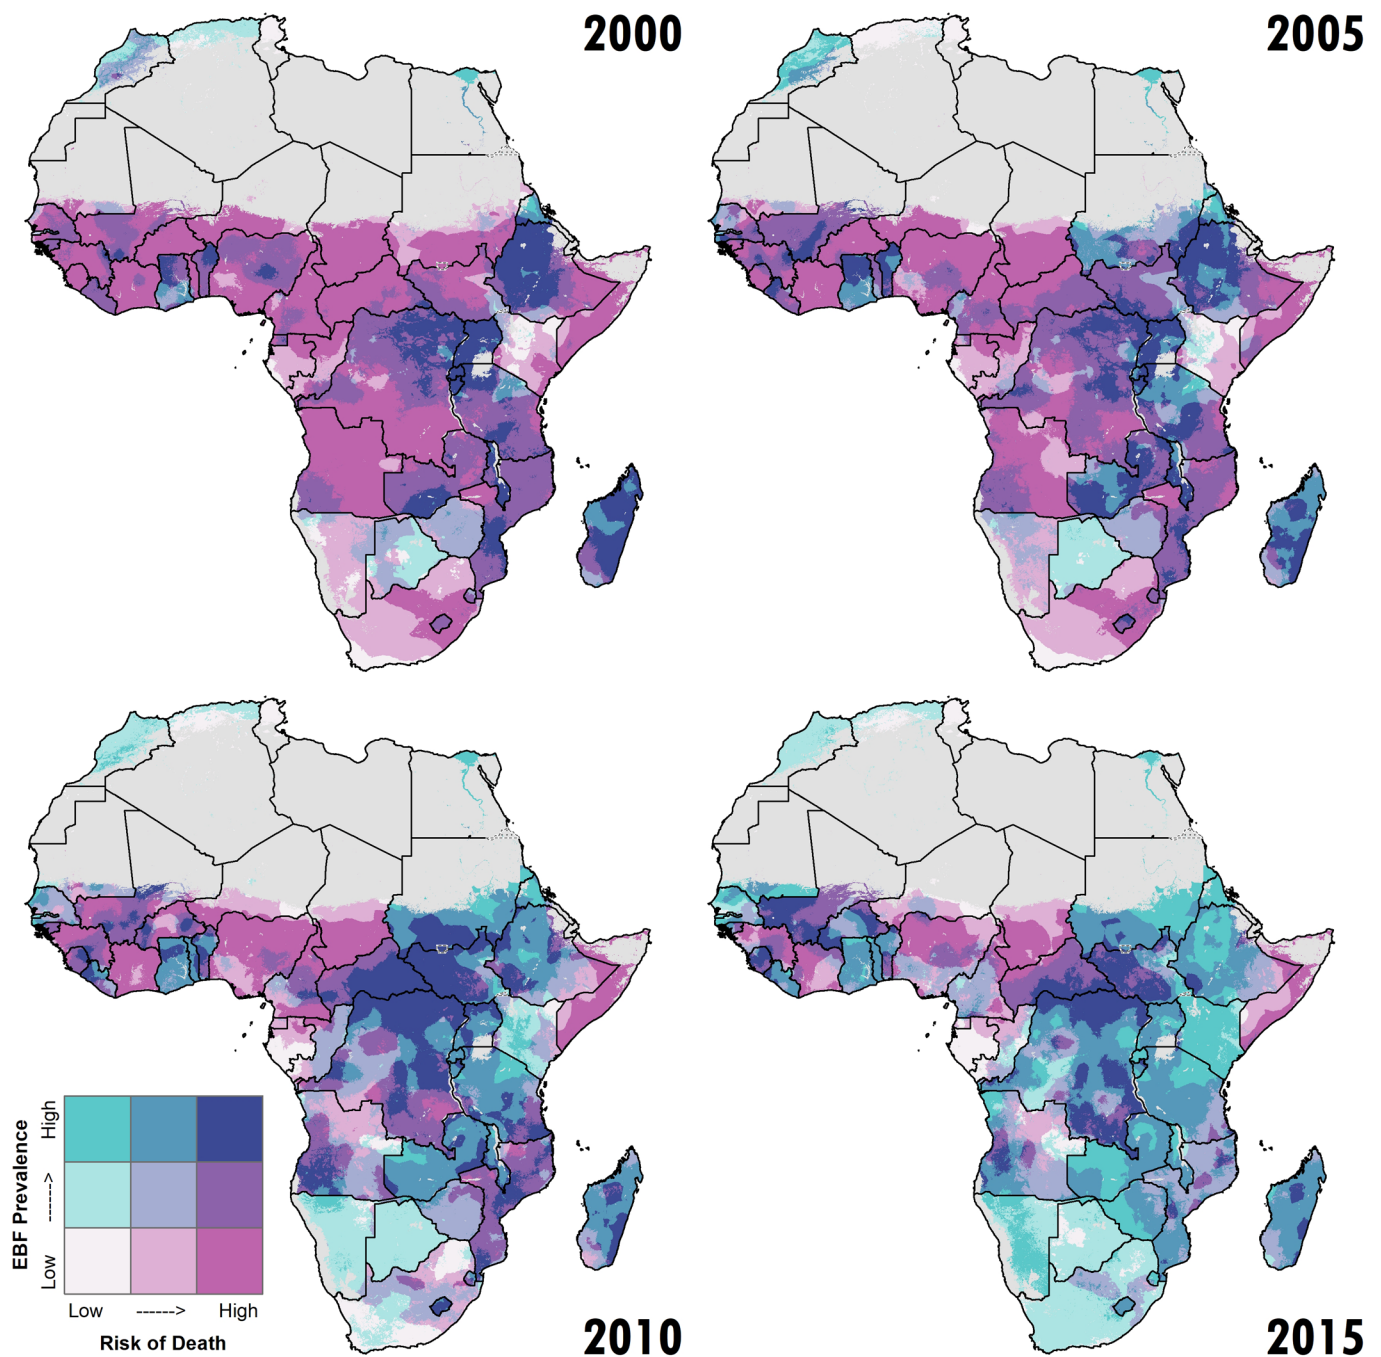 2000
2005
EBF Prevalence
High
------>
Low
Low ------> High
Risk of Death
2010
2015